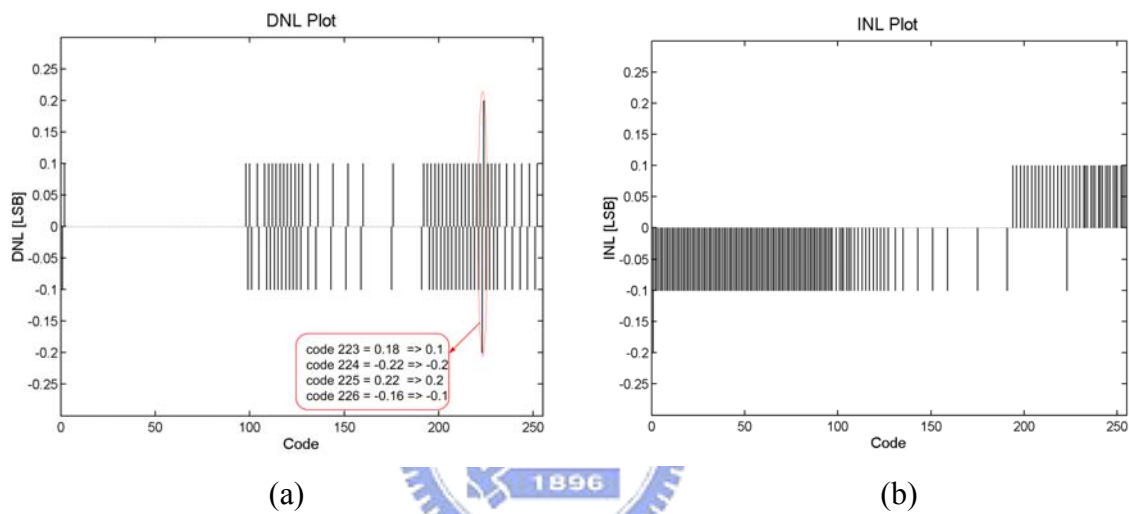 DNL Plot
0.25
0.2
0.15
0.1
0.05
0
-0.05
-0.1
-0.15
-0.2
-0.25
DNL [LSB]
0 50 100 150 200 250
Code
code 223 = 0.18 => 0.1
code 224 = -0.22 => -0.2
code 225 = 0.22 => 0.2
code 226 = -0.16 => -0.1
(a)
INL Plot
0.25
0.2
0.15
0.1
0.05
0
-0.05
-0.1
-0.15
-0.2
-0.25
INL [LSB]
0 50 100 150 200 250
Code
(b)
1896